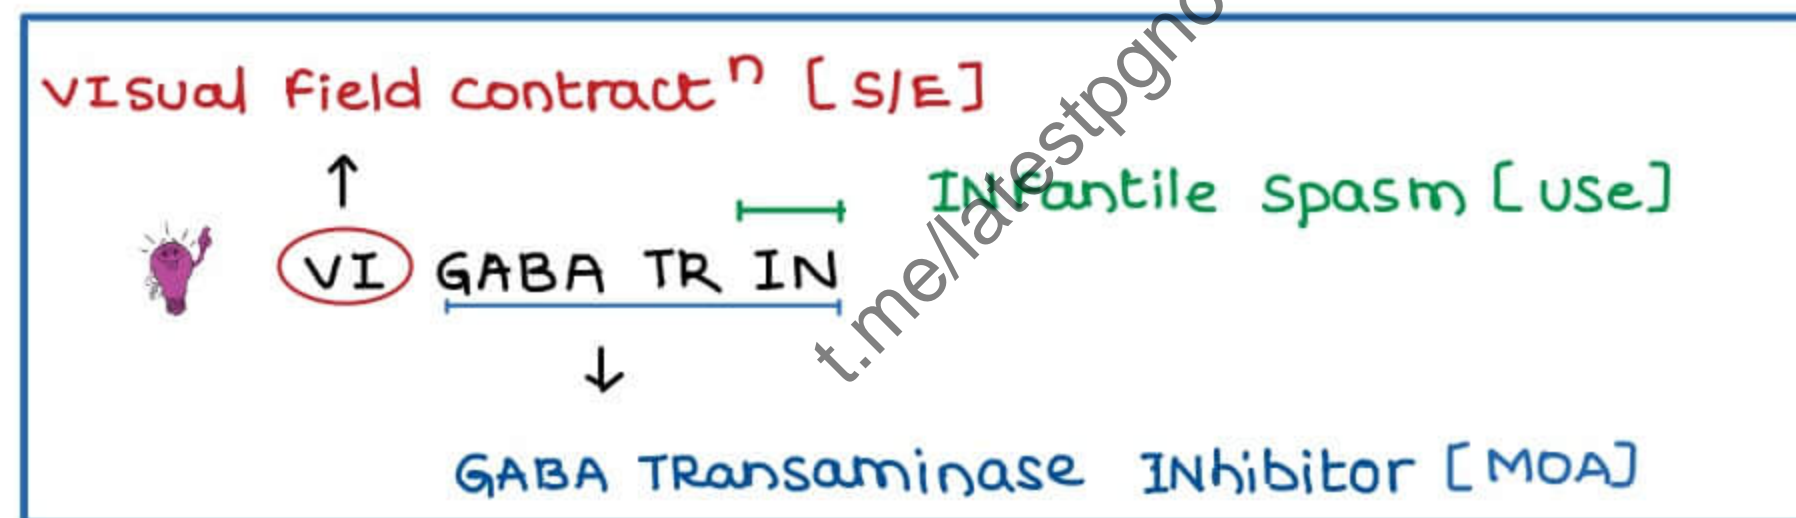 VISual field contractⁿ [S/E]
INfantile spasm [use]
VI GABA TR IN
GABA TRansaminase INhibitor [MOA]
t.me/latestpgno